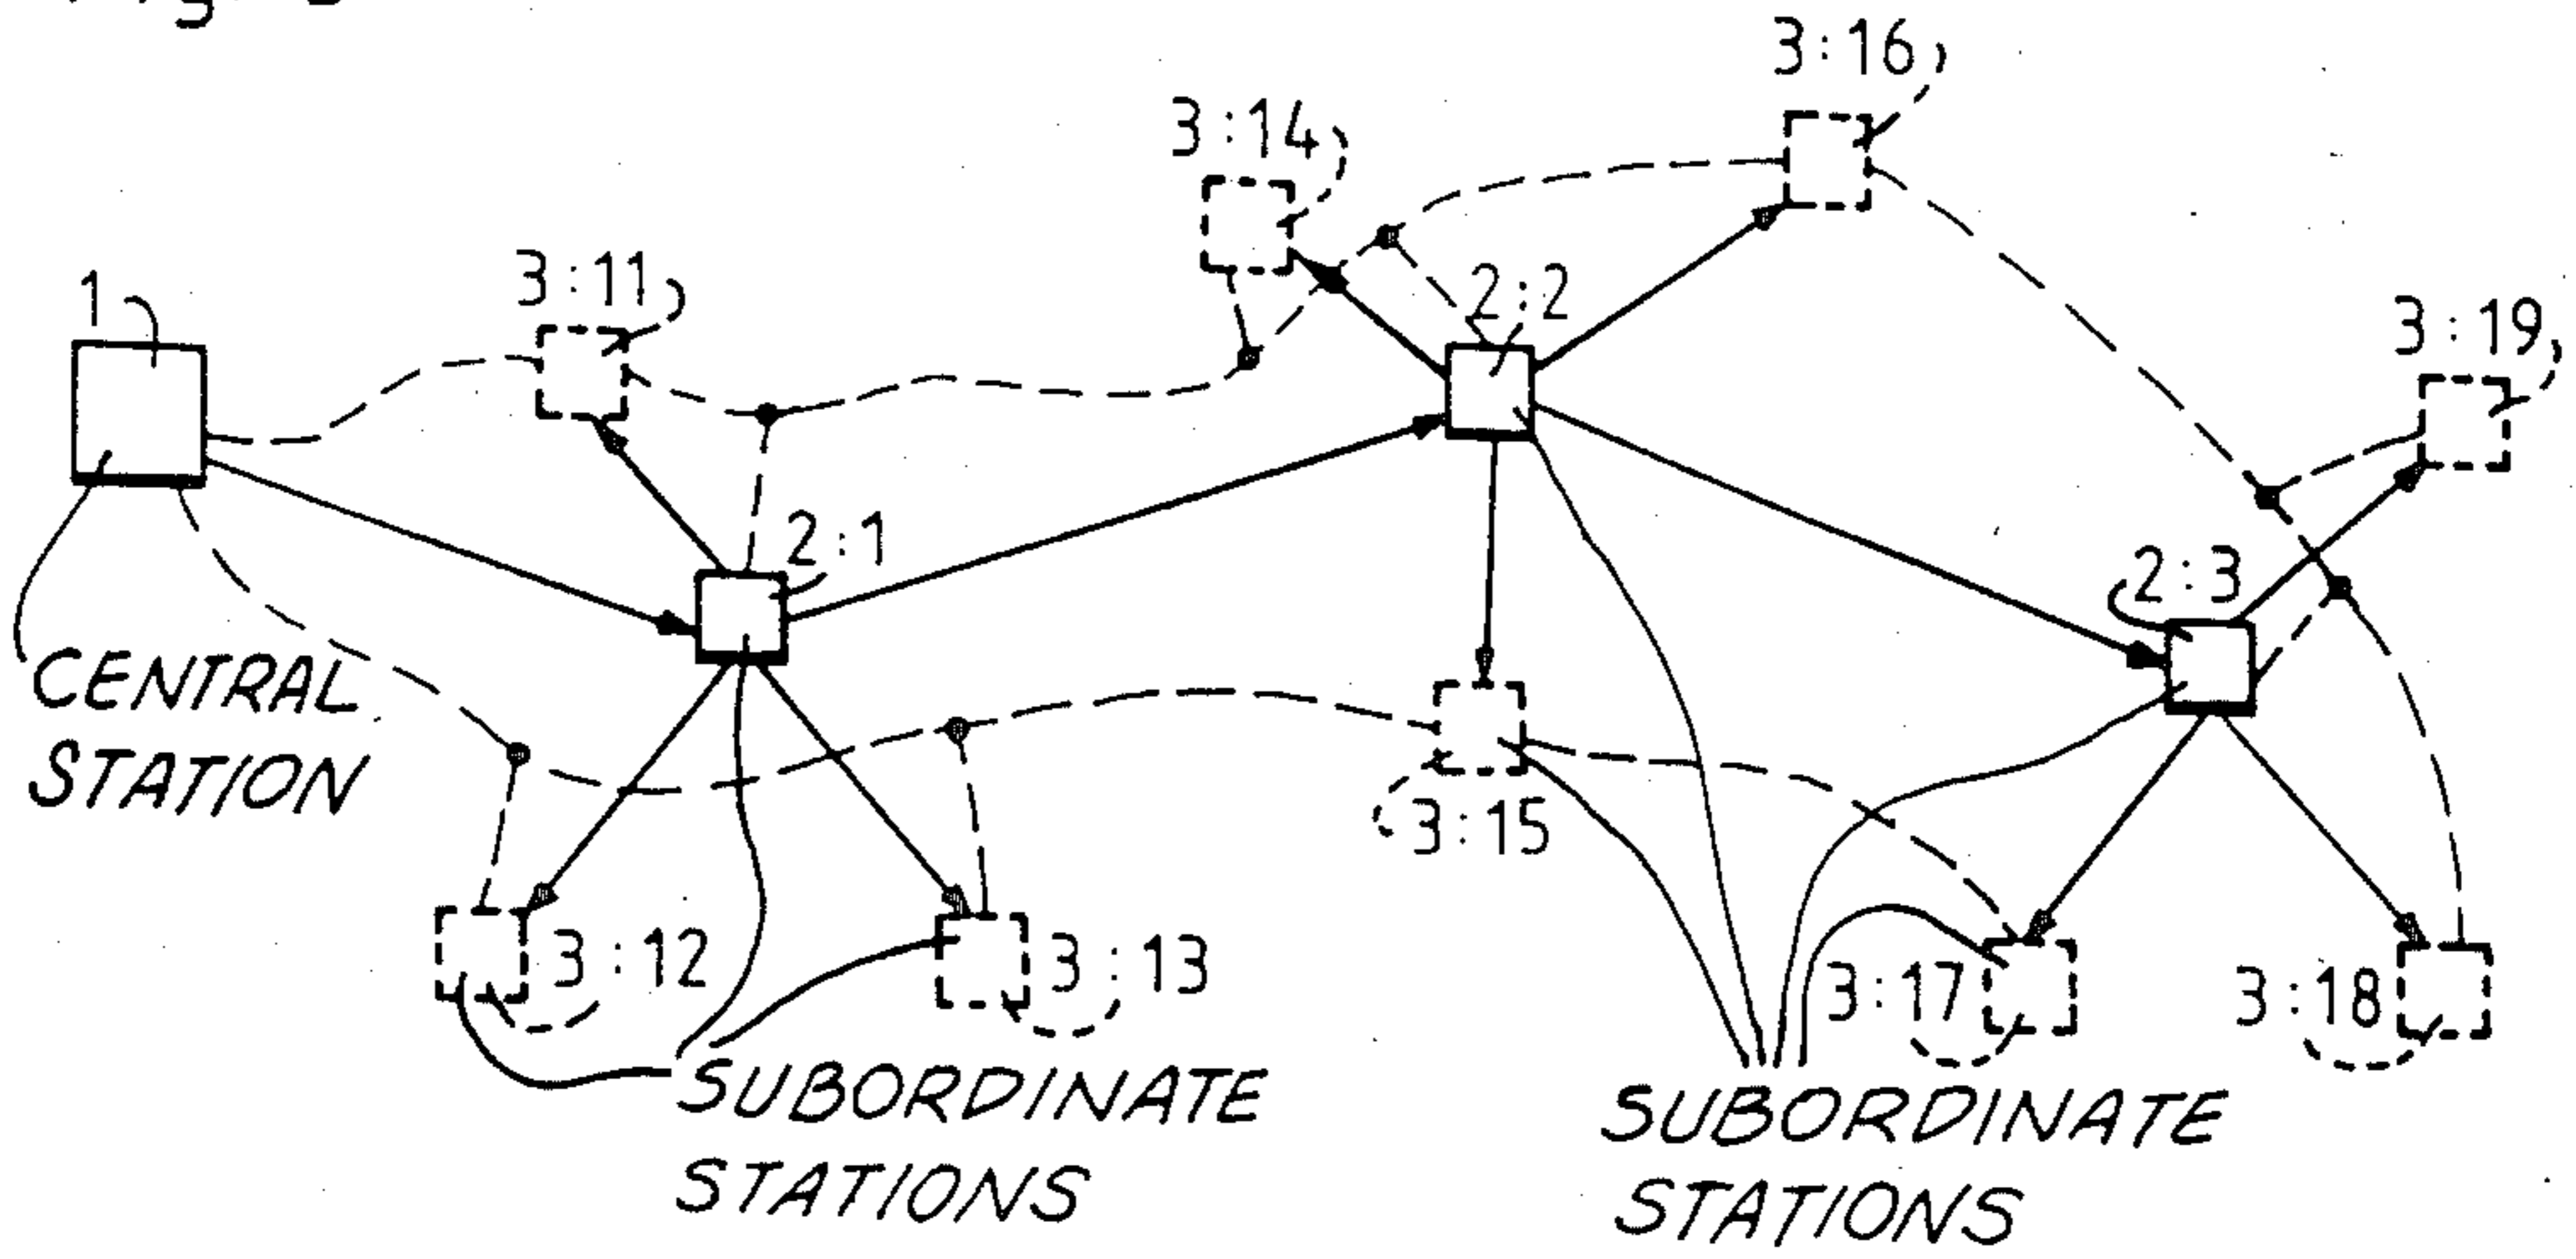 3:16
3:14
3:11
1
2:2
3:19
2:1
2:3
CENTRAL
STATION
3:15
3:12
3:13
3:17
3:18
SUBORDINATE
STATIONS
SUBORDINATE
STATIONS